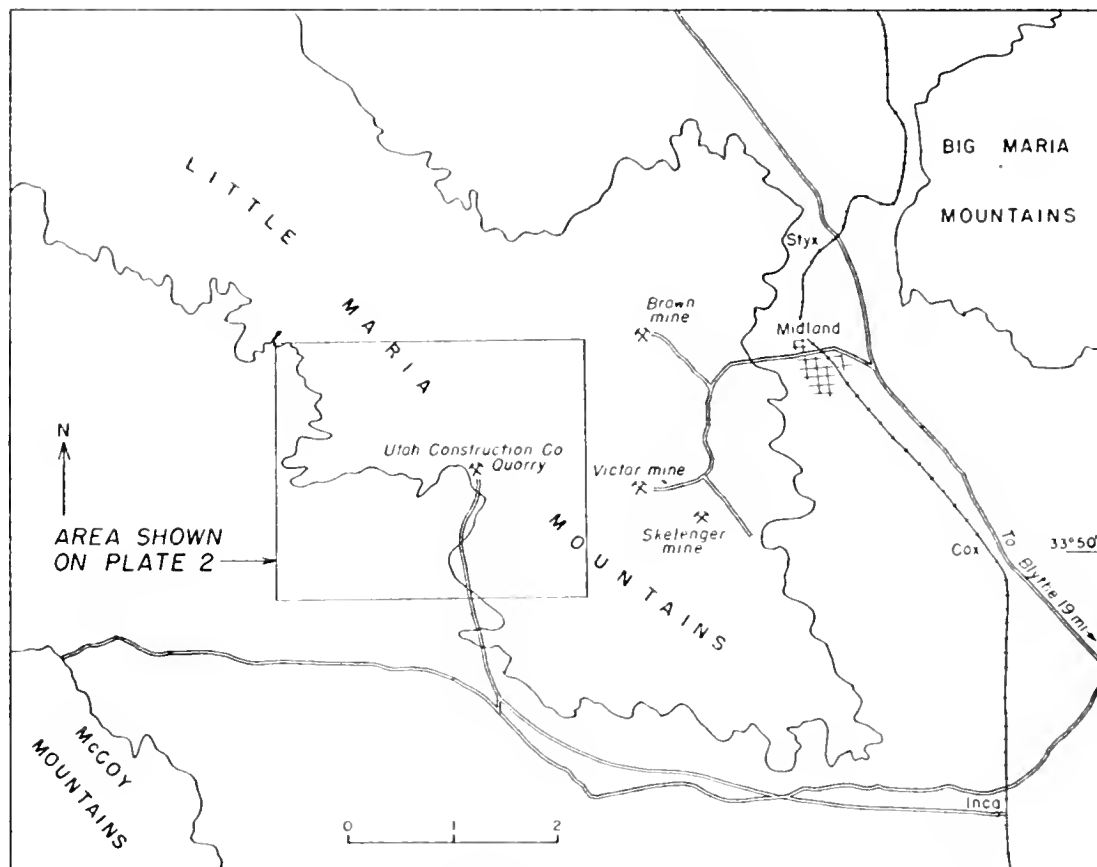 BIG MARIA
MOUNTAINS
LITTLE
MARIA
MOUNTAINS
Styx
Brown
mine
Midland
N
Utah Construction Co
Quarry
Victor mine
Skelenger
mine
AREA SHOWN
ON PLATE 2
Cox
33°50'
To Blythe 19 mi
McCOY
MOUNTAINS
Inca
0 1 2